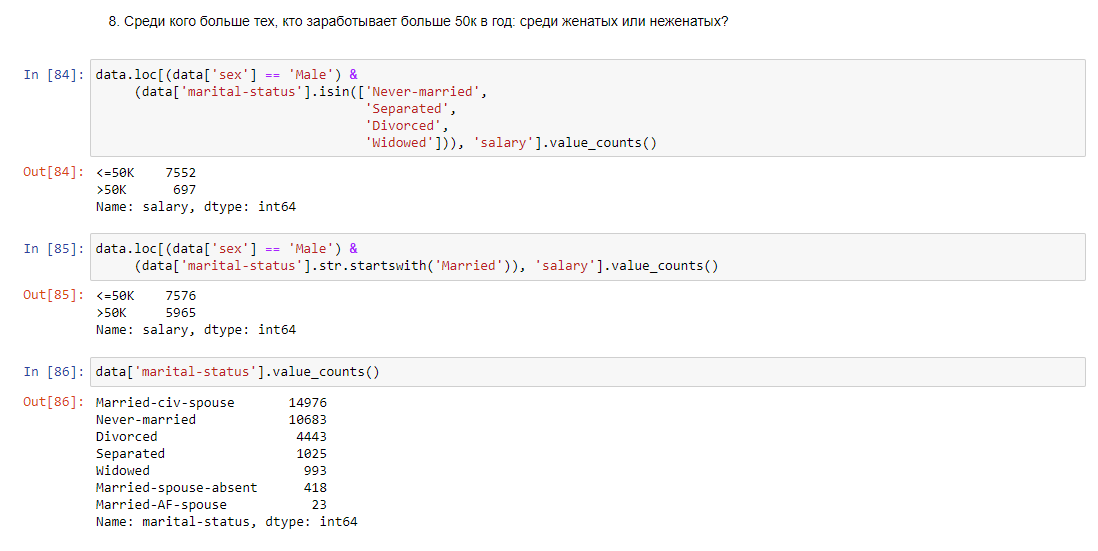 8. Среди кого больше тех, кто заработывает больше 50к в год: среди женатых или неженатых?
In [84]: data.loc[(data['sex'] == 'Male') &
(data['marital-status'].isin(['Never-married',
'Separated',
'Divorced',
'Widowed'])), 'salary'].value_counts()
Out[84]: <=50K 7552
>50K 697
Name: salary, dtype: int64
In [85]: data.loc[(data['sex'] == 'Male') &
(data['marital-status'].str.startswith('Married')), 'salary'].value_counts()
Out[85]: <=50K 7576
>50K 5965
Name: salary, dtype: int64
In [86]: data['marital-status'].value_counts()
Out[86]: Married-civ-spouse 14976
Never-married 10683
Divorced 4443
Separated 1025
Widowed 993
Married-spouse-absent 418
Married-AF-spouse 23
Name: marital-status, dtype: int64